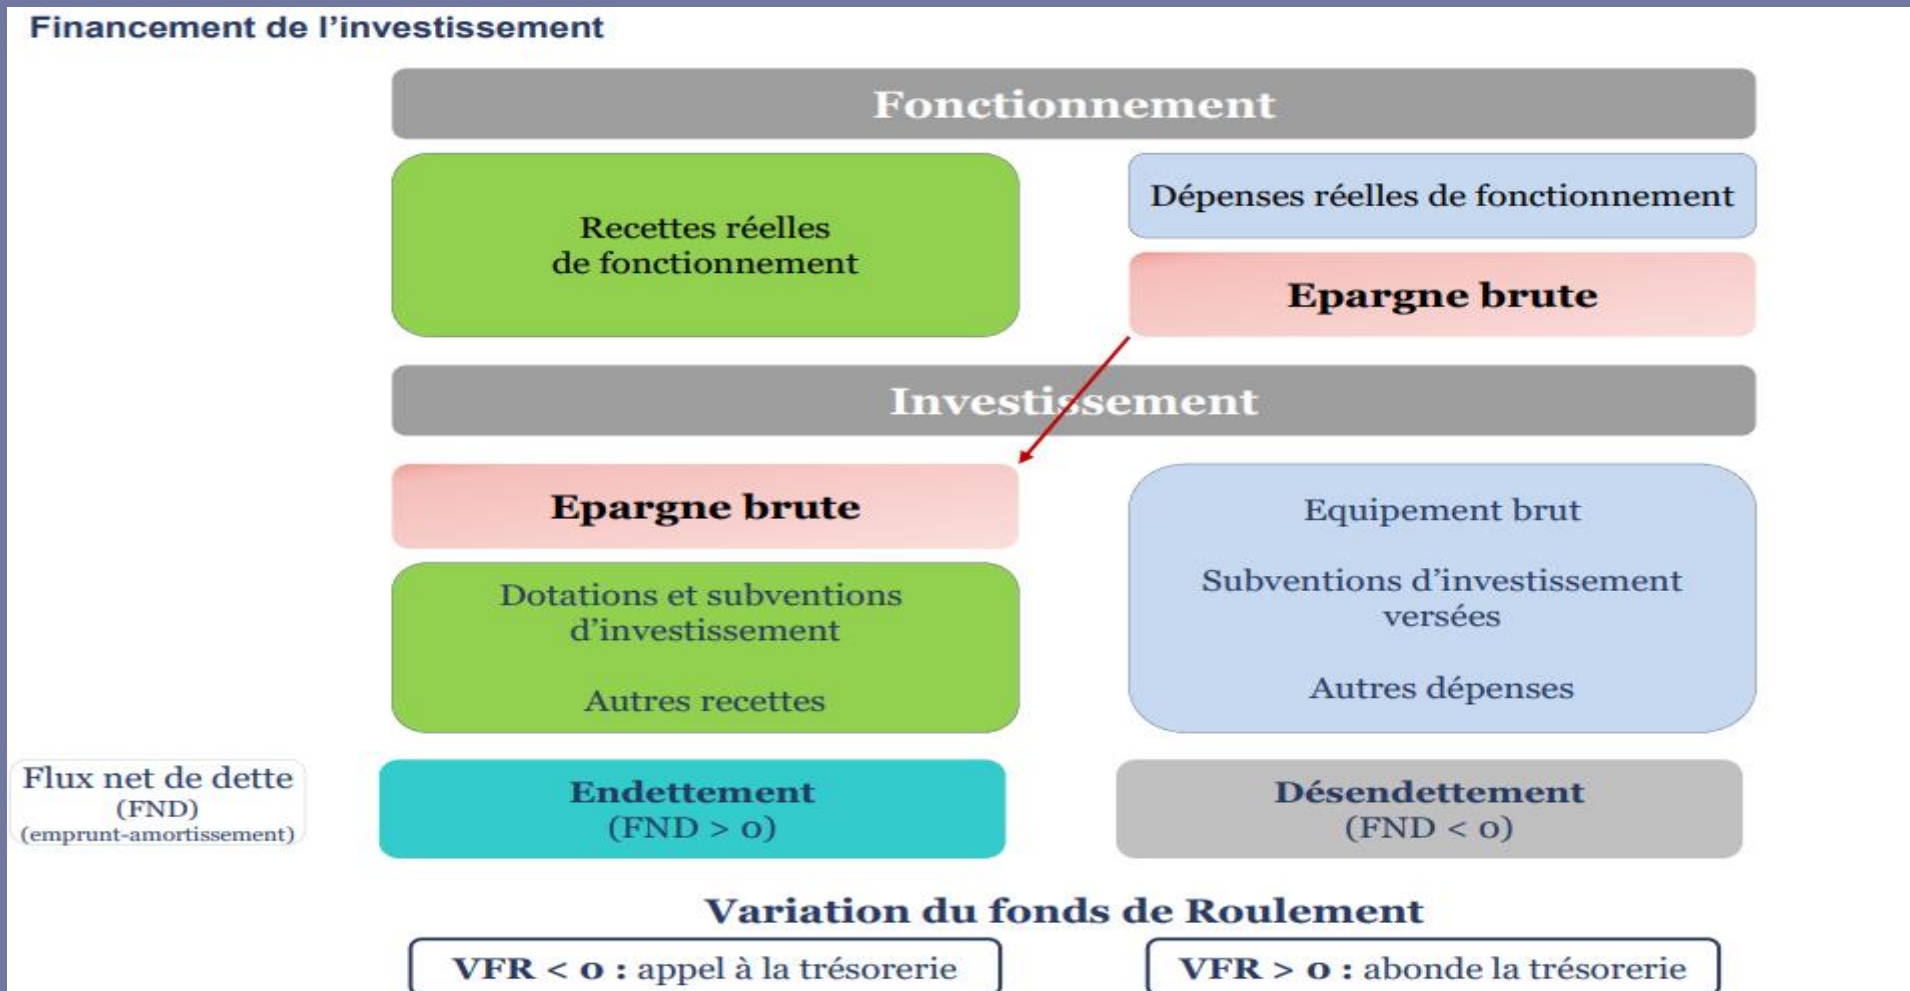 Financement de l’investissement
Fonctionnement
Recettes réelles
de fonctionnement
Dépenses réelles de fonctionnement
Epargne brute
Investissement
Epargne brute
Dotations et subventions
d’investissement
Autres recettes
Equipement brut
Subventions d’investissement
versées
Autres dépenses
Flux net de dette
(FND)
(emprunt-amortissement)
Endettement
(FND > 0)
Désendettement
(FND < 0)
Variation du fonds de Roulement
VFR < 0 : appel à la trésorerie
VFR > 0 : abonde la trésorerie